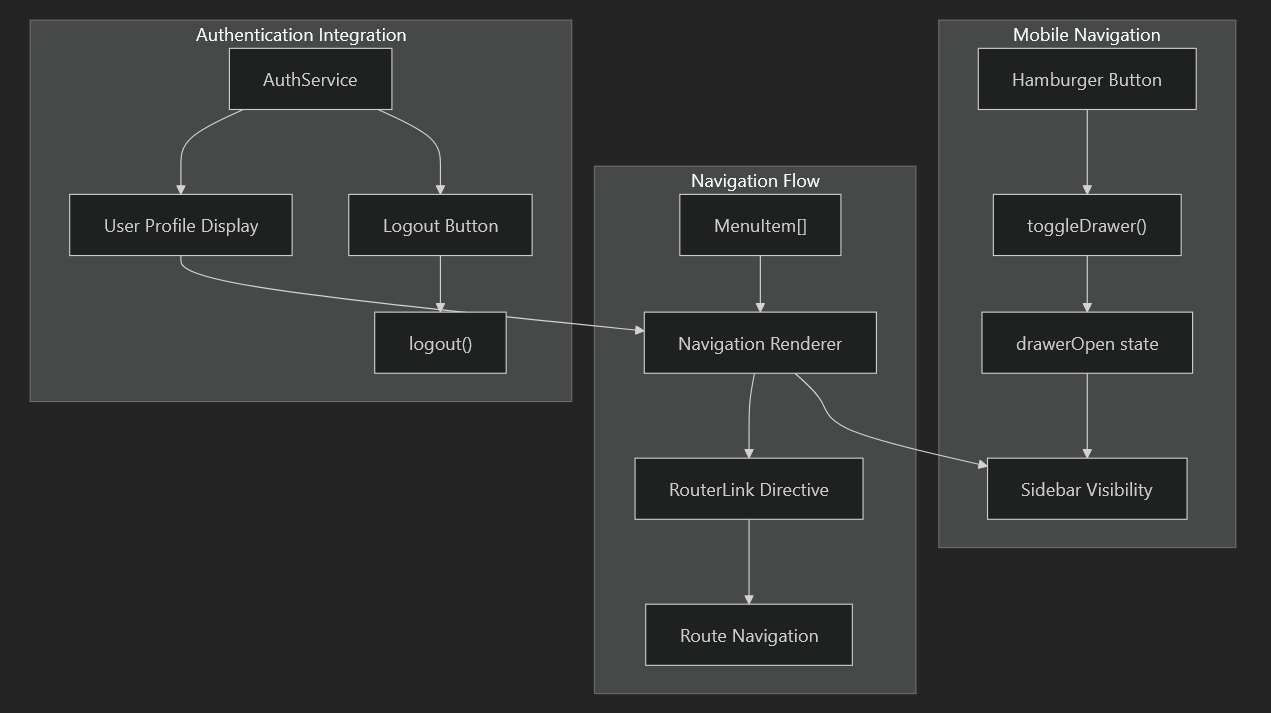 Authentication Integration
AuthService
User Profile Display
Logout Button
logout()
Navigation Flow
MenuItem[]
Navigation Renderer
RouterLink Directive
Route Navigation
Mobile Navigation
Hamburger Button
toggleDrawer()
drawerOpen state
Sidebar Visibility